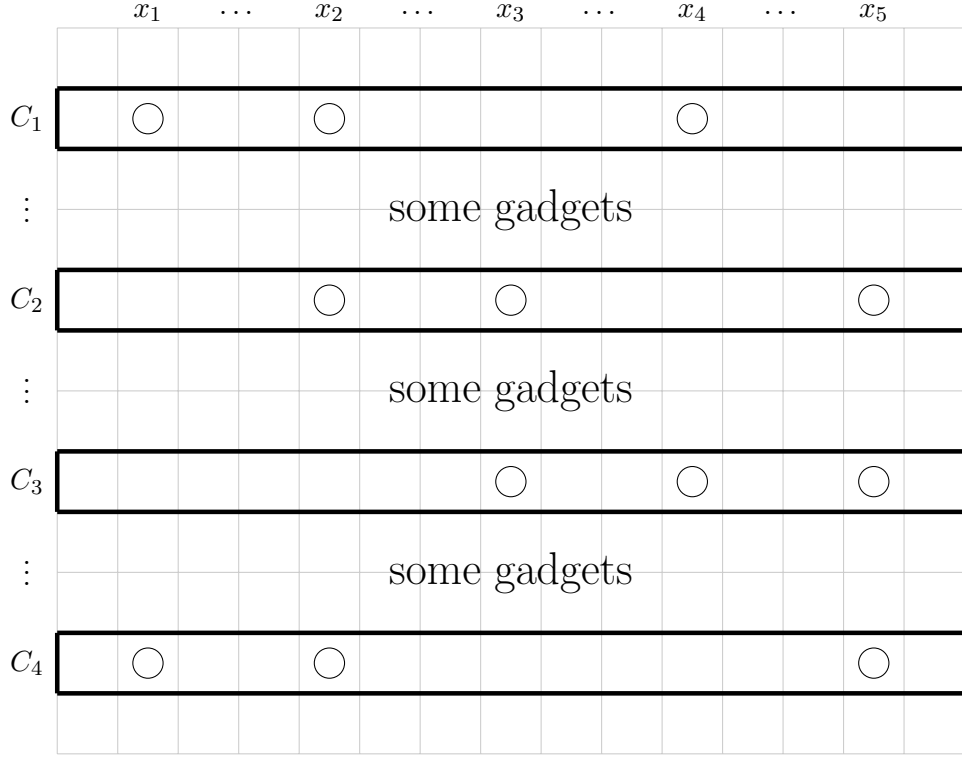 x₁ ⋯ x₂ ⋯ x₃ ⋯ x₄ ⋯ x₅
C₁
⋮ some gadgets
C₂
⋮ some gadgets
C₃
⋮ some gadgets
C₄